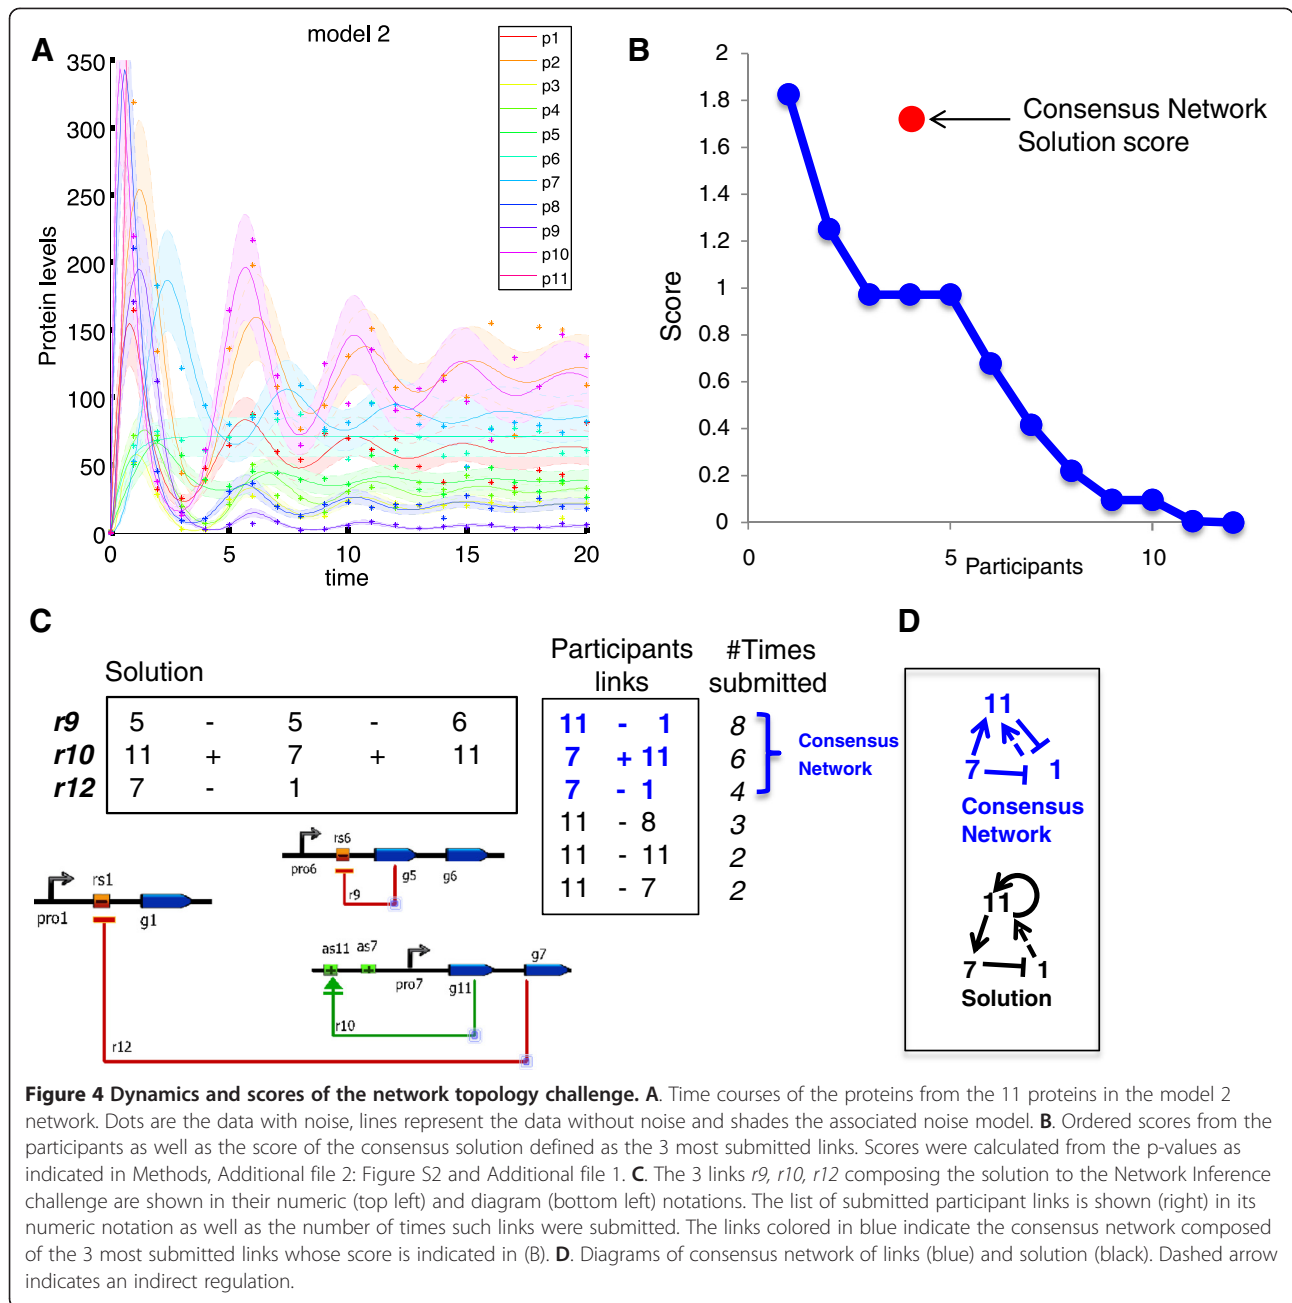 A
model 2
350
300
250
200
150
100
50
0
0
5
10
15
20
Protein levels
time
p1
p2
p3
p4
p5
p6
p7
p8
p9
p10
p11
B
2
1.8
1.6
1.4
1.2
1
0.8
0.6
0.4
0.2
0
0
5
10
Score
Participants
Consensus Network
Solution score
C
Solution
r9 5 - 5 - 6
r10 11 + 7 + 11
r12 7 - 1
Participants
links
#Times
submitted
11 - 1 8
7 + 11 6
7 - 1 4
11 - 8 3
11 - 11 2
11 - 7 2
Consensus
Network
pro6
rs6
g5
g6
r9
pro1
rs1
g1
as11
as7
pro7
g11
g7
r10
r12
D
11
7
1
Consensus
Network
11
7
1
Solution
Figure 4 Dynamics and scores of the network topology challenge. A. Time courses of the proteins from the 11 proteins in the model 2
network. Dots are the data with noise, lines represent the data without noise and shades the associated noise model. B. Ordered scores from the
participants as well as the score of the consensus solution defined as the 3 most submitted links. Scores were calculated from the p-values as
indicated in Methods, Additional file 2: Figure S2 and Additional file 1. C. The 3 links r9, r10, r12 composing the solution to the Network Inference
challenge are shown in their numeric (top left) and diagram (bottom left) notations. The list of submitted participant links is shown (right) in its
numeric notation as well as the number of times such links were submitted. The links colored in blue indicate the consensus network composed
of the 3 most submitted links whose score is indicated in (B). D. Diagrams of consensus network of links (blue) and solution (black). Dashed arrow
indicates an indirect regulation.